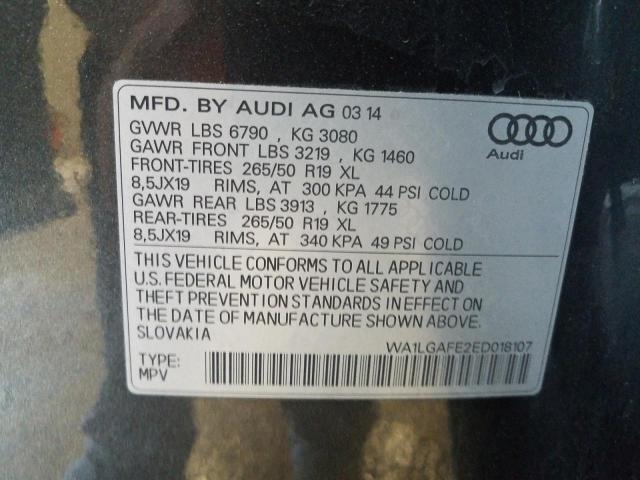 MFD. BY AUDI AG 03 14
GVWR LBS 6790 , KG 3080
GAWR FRONT LBS 3219 , KG 1460
FRONT-TIRES 265/50 R19 XL
8,5JX19 RIMS, AT 300 KPA 44 PSI COLD
GAWR REAR LBS 3913 , KG 1775
REAR-TIRES 265/50 R19 XL
8,5JX19 RIMS, AT 340 KPA 49 PSI COLD
Audi
THIS VEHICLE CONFORMS TO ALL APPLICABLE
U.S. FEDERAL MOTOR VEHICLE SAFETY AND
THEFT PREVENTION STANDARDS IN EFFECT ON
THE DATE OF MANUFACTURE SHOWN ABOVE.
SLOVAKIA
WA1LGAFE2ED018107
TYPE:
MPV